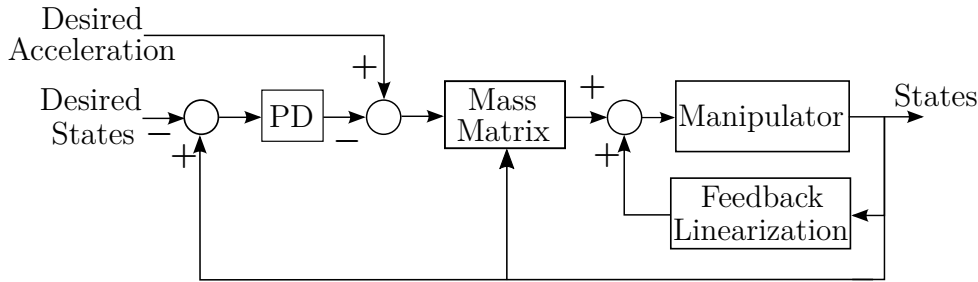 Desired
Acceleration
+
Desired
States
−
+
PD
−
Mass
Matrix
+
+
Manipulator
States
Feedback
Linearization